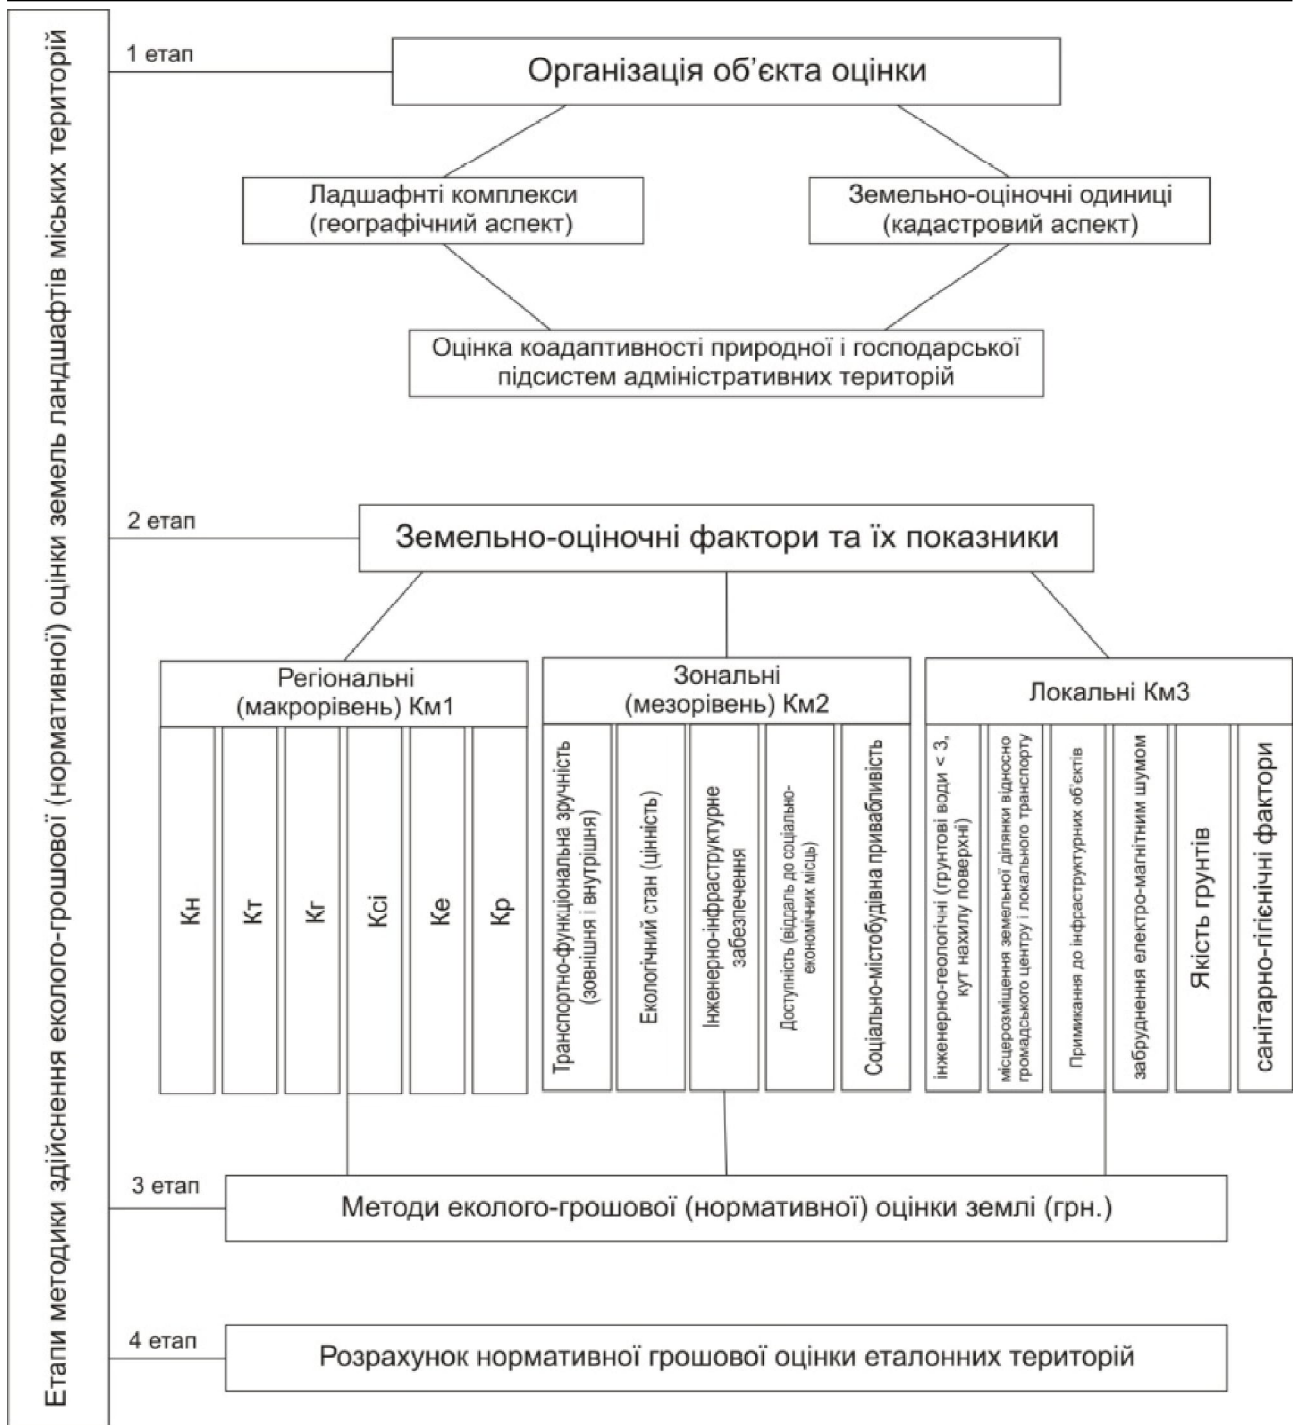 Етапи методики здійснення еколого-грошової (нормативної) оцінки земель ландшафтів міських територій
1 етап
Організація об'єкта оцінки
Ладшафнті комплекси
(географічний аспект)
Земельно-оціночні одиниці
(кадастровий аспект)
Оцінка коадаптивності природної і господарської
підсистем адміністративних територій
2 етап
Земельно-оціночні фактори та їх показники
Регіональні
(макрорівень) Км1
Кн
Кт
Кг
Ксі
Ке
Кр
Зональні
(мезорівень) Км2
Транспортно-функціональна зручність
(зовнішня і внутрішня)
Екологічний стан (цінність)
Інженерно-інфраструктурне
забезпечення
Доступність (віддаль до соціально-
економічних місць)
Соціально-містобудівна привабливість
Локальні Км3
інженерно-геологічні (грунтові води < 3,
кут нахилу поверхні)
місцерозміщення земельної ділянки відносно
громадського центру і локального транспорту
Примикання до інфраструктурних об'єктів
забруднення електро-магнітним шумом
Якість грунтів
санітарно-гігієнічні фактори
3 етап
Методи еколого-грошової (нормативної) оцінки землі (грн.)
4 етап
Розрахунок нормативної грошової оцінки еталонних територій